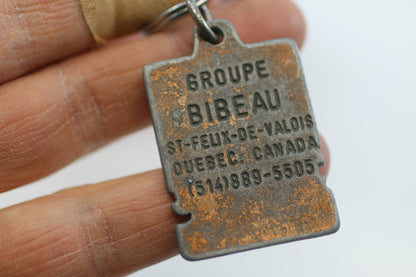 GROUPE
BIBEAU
ST-FELIX-DE-VALOIS
QUEBEC, CANADA
(514)889-5505